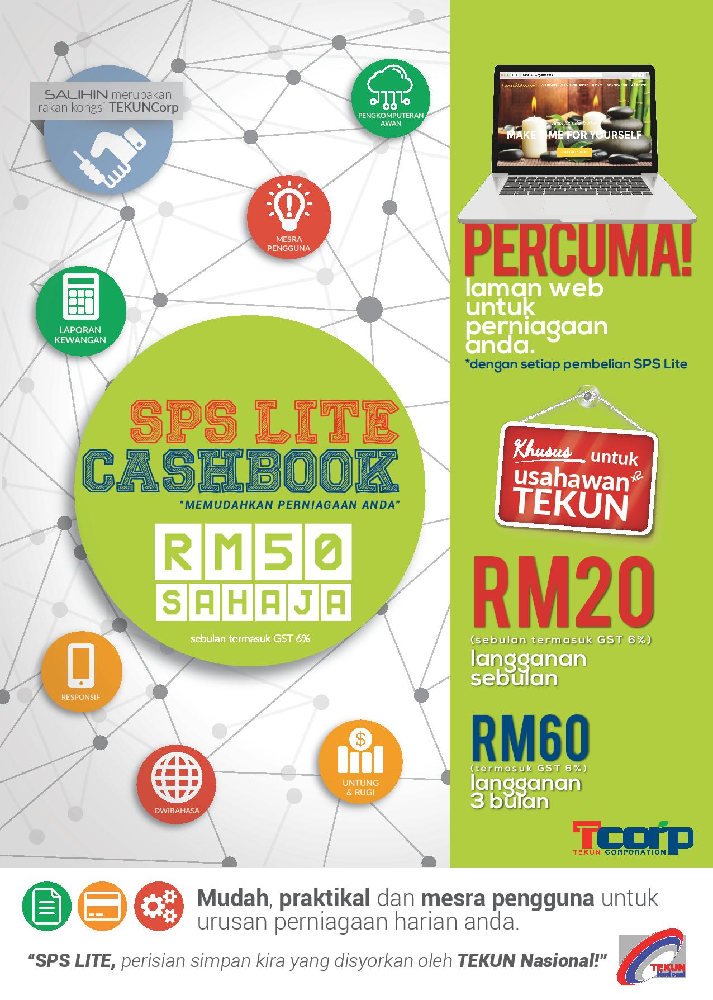 SALIHIN merupakan
rakan kongsi TEKUNCorp
PENGKOMPUTERAN
AWAN
MESRA
PENGGUNA
LAPORAN
KEWANGAN
SPS LITE
CASHBOOK
“MEMUDAHKAN PERNIAGAAN ANDA”
RM50
SAHAJA
sebulan termasuk GST 6%
RESPONSIF
DWIBAHASA
UNTUNG
& RUGI
Beez Beauty & SPA
MAKE TIME FOR YOURSELF
PERCUMA!
laman web
untuk
perniagaan
anda.
*dengan setiap pembelian SPS Lite
Khusus untuk
usahawan x2
TEKUN
RM20
(sebulan termasuk GST 6%)
langganan
sebulan
RM60
(termasuk GST 6%)
langganan
3 bulan
Tcorp
TEKUN CORPORATION
Mudah, praktikal dan mesra pengguna untuk
urusan perniagaan harian anda.
“SPS LITE, perisian simpan kira yang disyorkan oleh TEKUN Nasional!”
TEKUN
Nasional